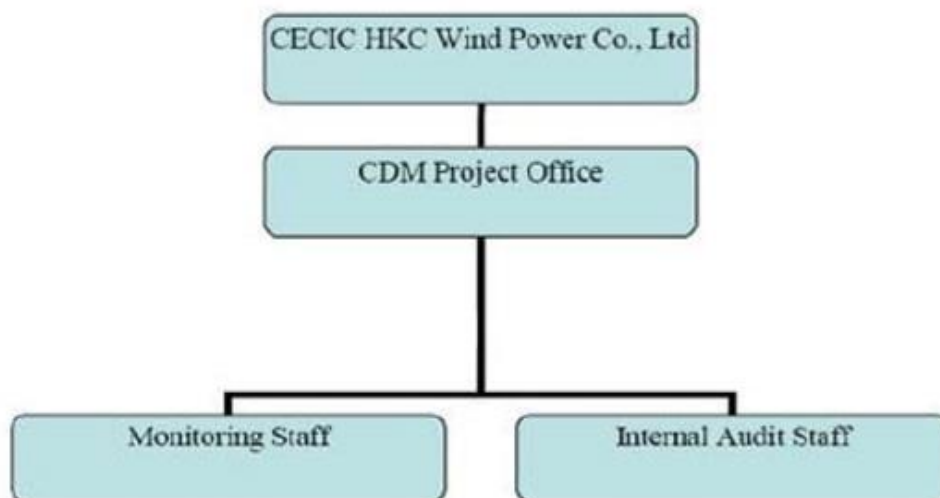 CECIC HKC Wind Power Co., Ltd
CDM Project Office
Monitoring Staff
Internal Audit Staff